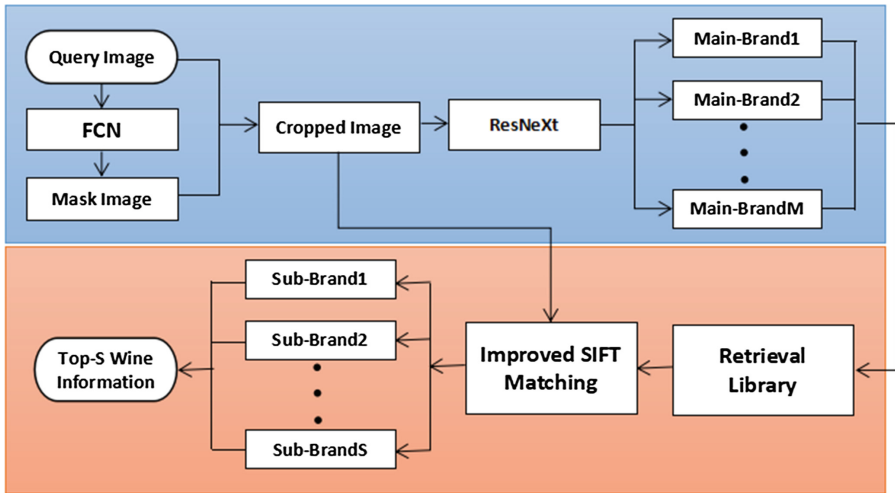 Query Image
FCN
Mask Image
Cropped Image
ResNeXt
Main-Brand1
Main-Brand2
Main-BrandM
Sub-Brand1
Sub-Brand2
Sub-BrandS
Top-S Wine
Information
Improved SIFT
Matching
Retrieval
Library